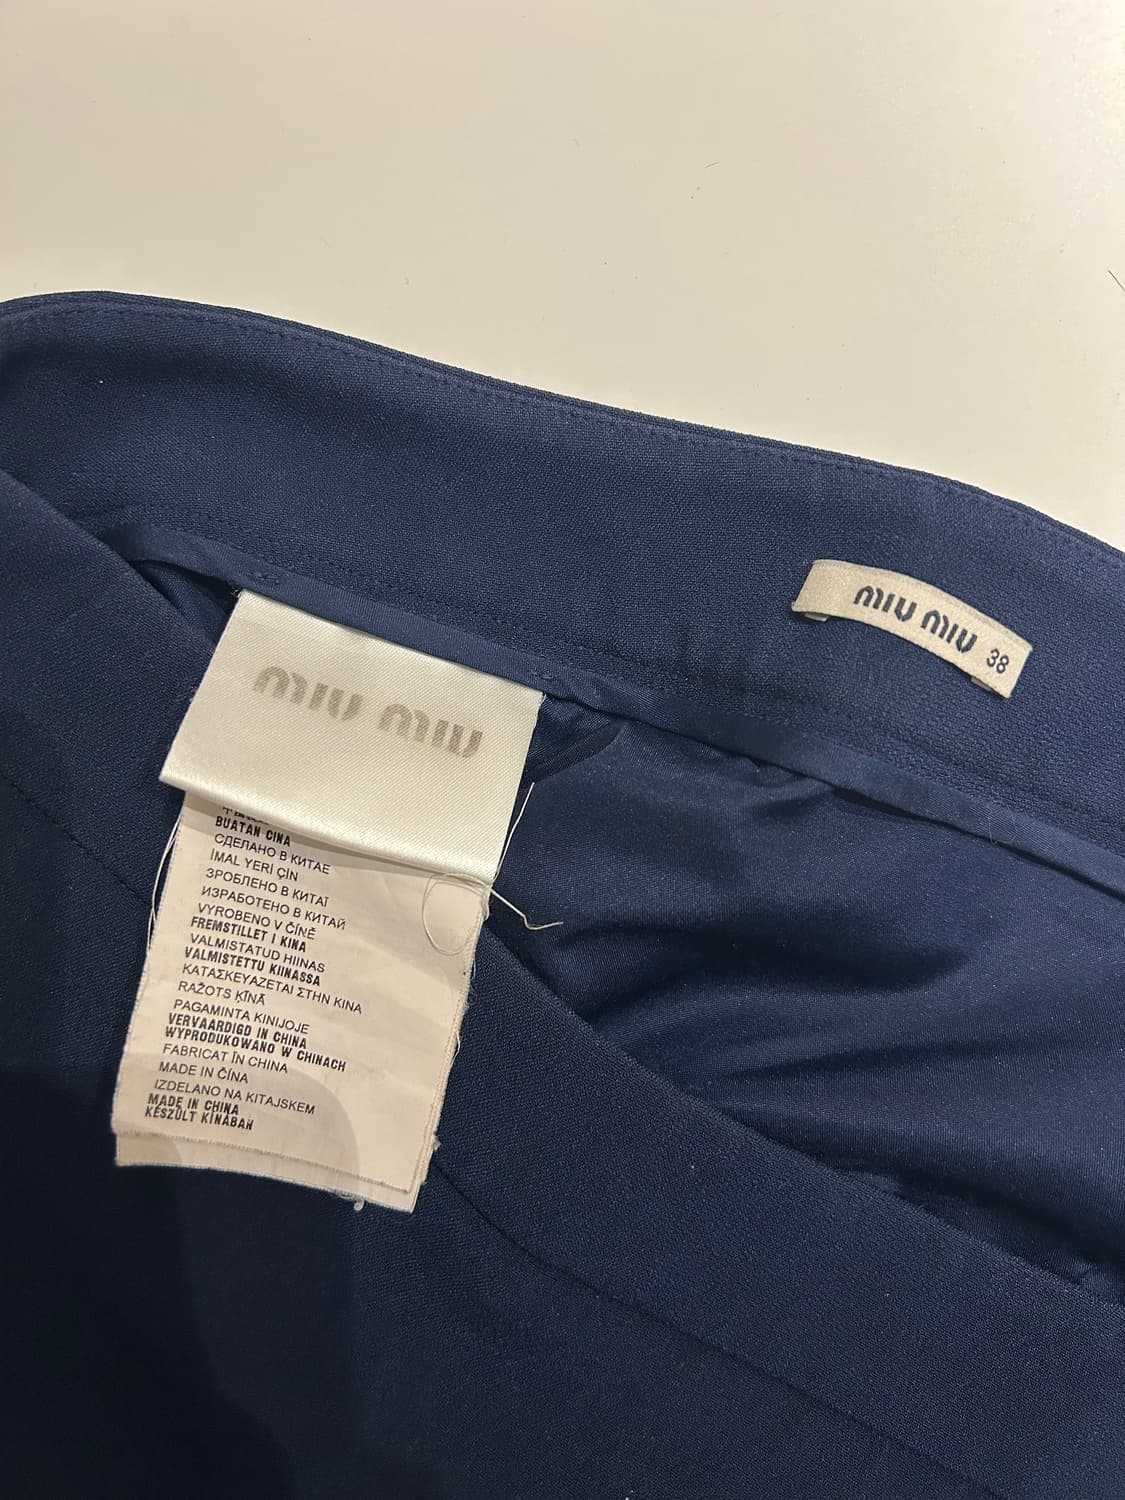 miu miu 38
miu miu
BUATAN CINA
СДЕЛАНО В КИТАЕ
İMAL YERİ ÇİN
ЗРОБЛЕНО В КИТАЇ
ИЗРАБОТЕНО В КИТАЙ
VYROBENO V ČÍNĚ
FREMSTILLET I KINA
VALMISTATUD HIINAS
VALMISTETTU KIINASSA
ΚΑΤΑΣΚΕΥΑΖΕΤΑΙ ΣΤΗΝ ΚΙΝΑ
RAŽOTS ĶĪNĀ
PAGAMINTA KINIJOJE
VERVAARDIGD IN CHINA
WYPRODUKOWANO W CHINACH
FABRICAT ÎN CHINA
MADE IN ČÍNA
IZDELANO NA KITAJSKEM
MADE IN CHINA
KÉSZÜLT KÍNÁBAN